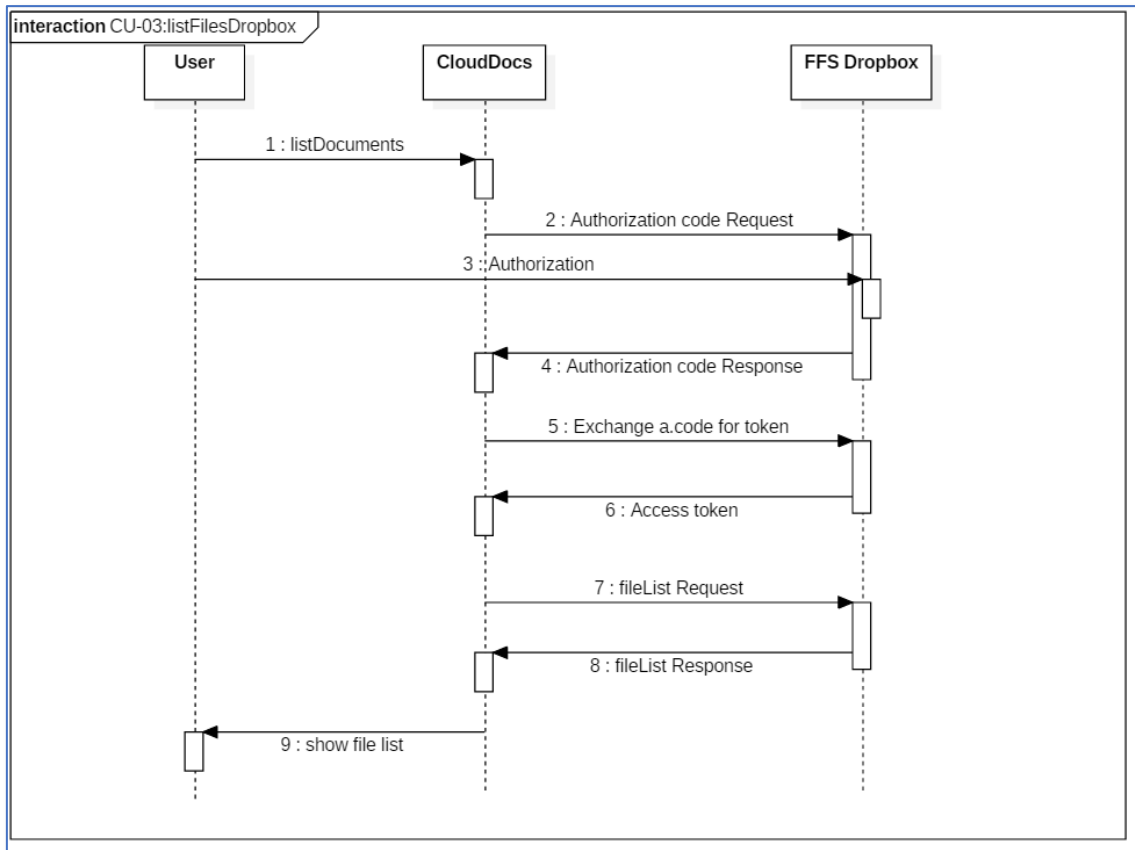 interaction CU-03:listFilesDropbox
User
CloudDocs
FFS Dropbox
1 : listDocuments
2 : Authorization code Request
3 : Authorization
4 : Authorization code Response
5 : Exchange a.code for token
6 : Access token
7 : fileList Request
8 : fileList Response
9 : show file list